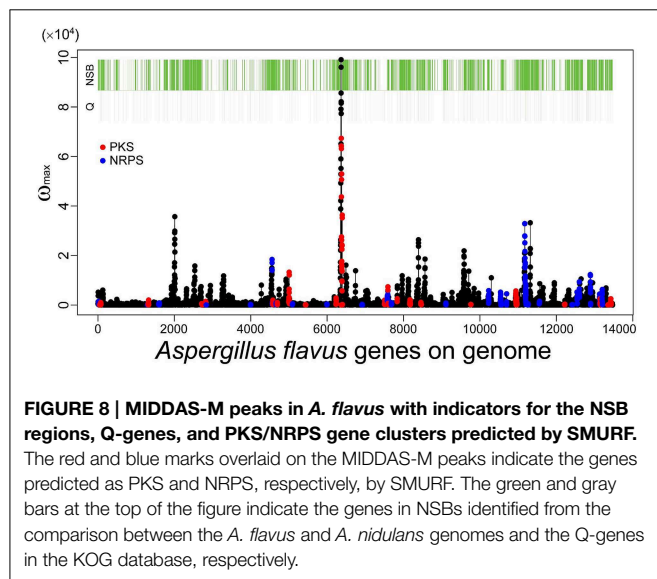 (×10⁴)
10
8
6
4
2
0
ωmax
NSB
Q
PKS
NRPS
0 2000 4000 6000 8000 10000 12000 14000
Aspergillus flavus genes on genome
FIGURE 8 | MIDDAS-M peaks in A. flavus with indicators for the NSB
regions, Q-genes, and PKS/NRPS gene clusters predicted by SMURF.
The red and blue marks overlaid on the MIDDAS-M peaks indicate the genes
predicted as PKS and NRPS, respectively, by SMURF. The green and gray
bars at the top of the figure indicate the genes in NSBs identified from the
comparison between the A. flavus and A. nidulans genomes and the Q-genes
in the KOG database, respectively.